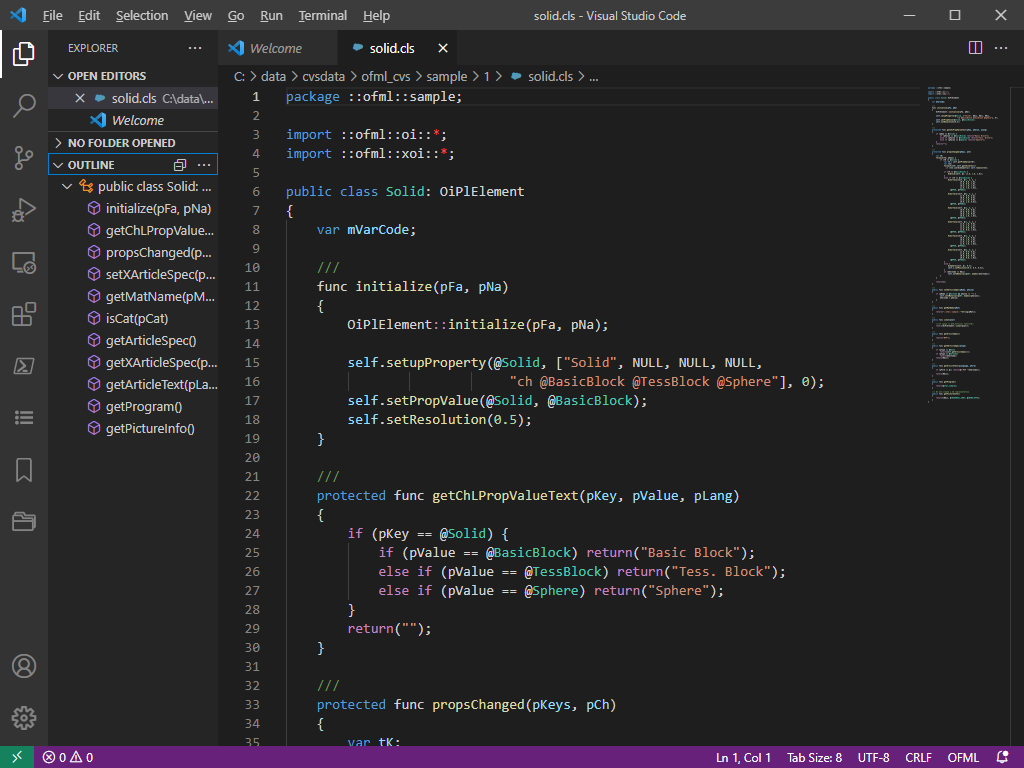 File Edit Selection View Go Run Terminal Help solid.cls - Visual Studio Code
EXPLORER
OPEN EDITORS
solid.cls C:\data\...
Welcome
NO FOLDER OPENED
OUTLINE
public class Solid: ...
initialize(pFa, pNa)
getChLPropValue...
propsChanged(p...
setXArticleSpec(p...
getMatName(pM...
isCat(pCat)
getArticleSpec()
getXArticleSpec(p...
getArticleText(pLa...
getProgram()
getPictureInfo()
Welcome solid.cls
C: > data > cvsdata > ofml_cvs > sample > 1 > solid.cls > ...
1 package ::ofml::sample;
2
3 import ::ofml::oi::*;
4 import ::ofml::xoi::*;
5
6 public class Solid: OiPlElement
7 {
8 var mVarCode;
9
10 ///
11 func initialize(pFa, pNa)
12 {
13 OiPlElement::initialize(pFa, pNa);
14
15 self.setupProperty(@Solid, ["Solid", NULL, NULL, NULL,
16 "ch @BasicBlock @TessBlock @Sphere"], 0);
17 self.setPropValue(@Solid, @BasicBlock);
18 self.setResolution(0.5);
19 }
20
21 ///
22 protected func getChLPropValueText(pKey, pValue, pLang)
23 {
24 if (pKey == @Solid) {
25 if (pValue == @BasicBlock) return("Basic Block");
26 else if (pValue == @TessBlock) return("Tess. Block");
27 else if (pValue == @Sphere) return("Sphere");
28 }
29 return("");
30 }
31
32 ///
33 protected func propsChanged(pKeys, pCh)
34 {
35 var tK;
0 0 Ln 1, Col 1 Tab Size: 8 UTF-8 CRLF OFML